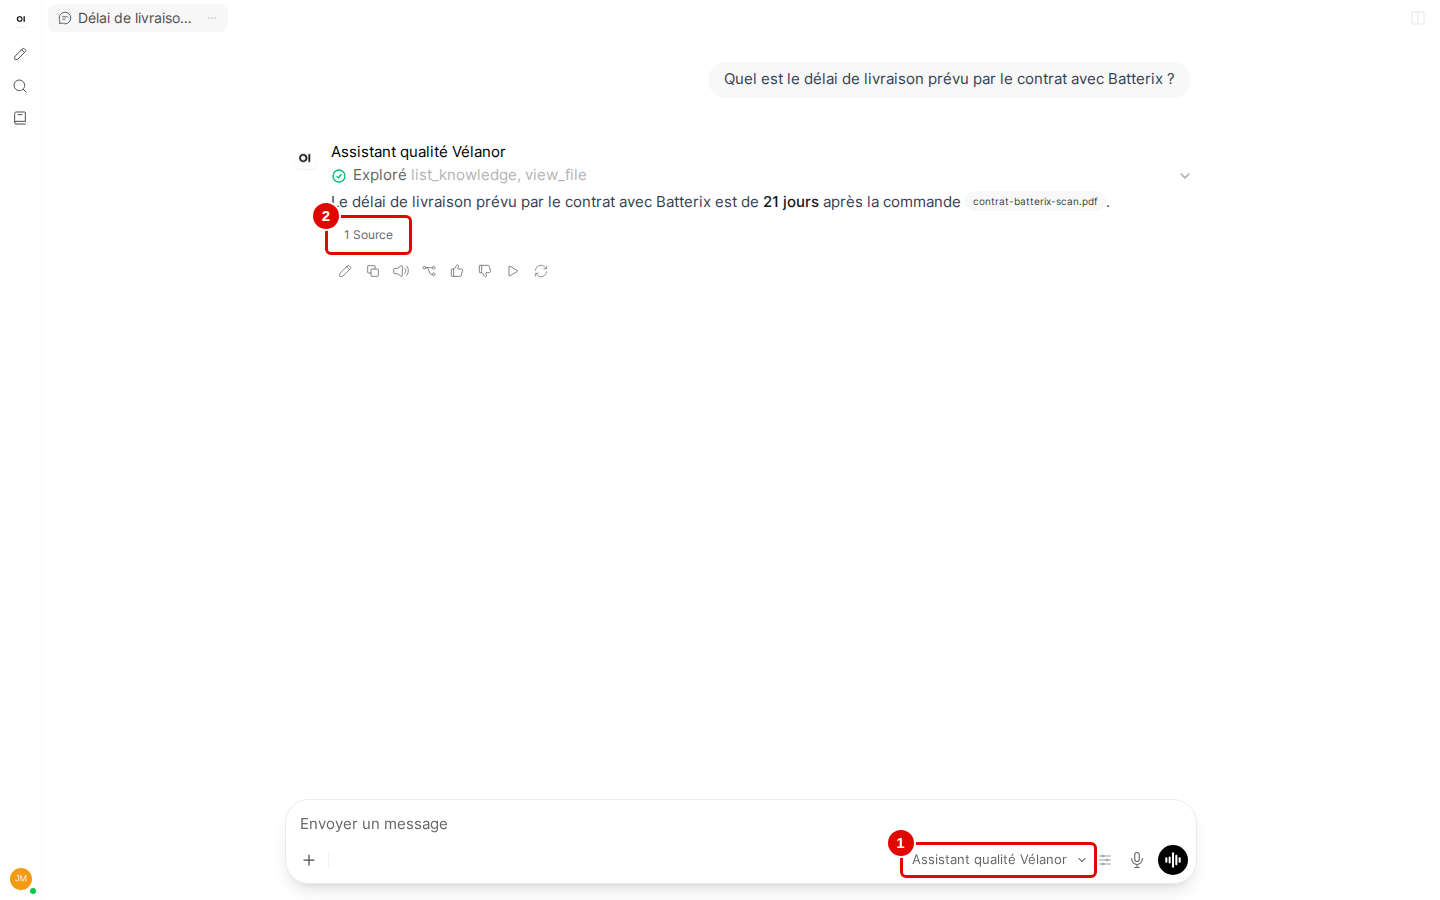 OI
Délai de livraiso...
Quel est le délai de livraison prévu par le contrat avec Batterix ?
OI
Assistant qualité Vélanor
Exploré list_knowledge, view_file
Le délai de livraison prévu par le contrat avec Batterix est de 21 jours après la commande contrat-batterix-scan.pdf .
2
1 Source
Envoyer un message
1
Assistant qualité Vélanor
JM